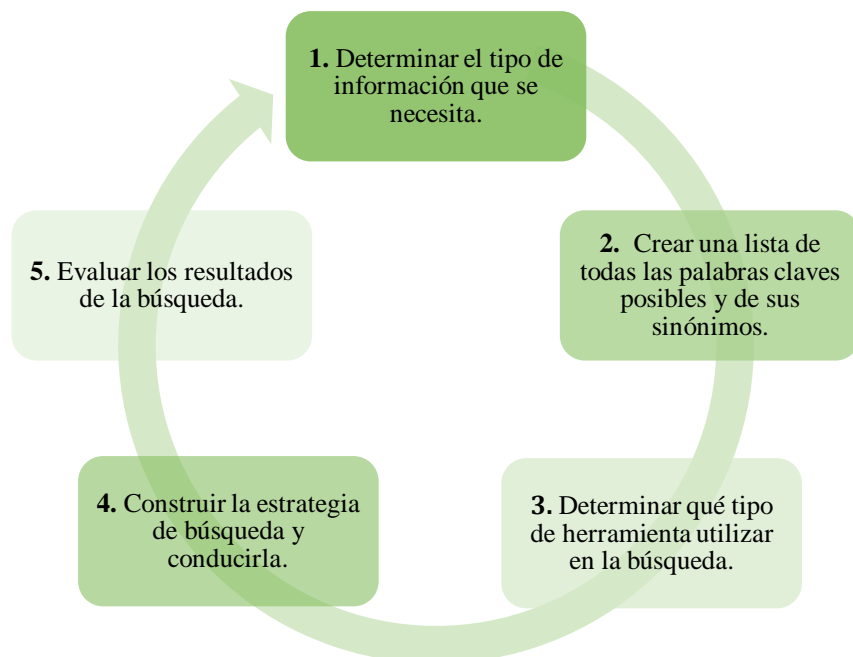 1. Determinar el tipo de
información que se
necesita.
2. Crear una lista de
todas las palabras claves
posibles y de sus
sinónimos.
3. Determinar qué tipo
de herramienta utilizar
en la búsqueda.
4. Construir la estrategia
de búsqueda y
conducirla.
5. Evaluar los resultados
de la búsqueda.